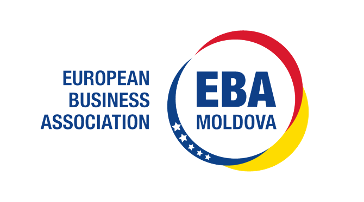 EUROPEAN
BUSINESS
ASSOCIATION
EBA
MOLDOVA